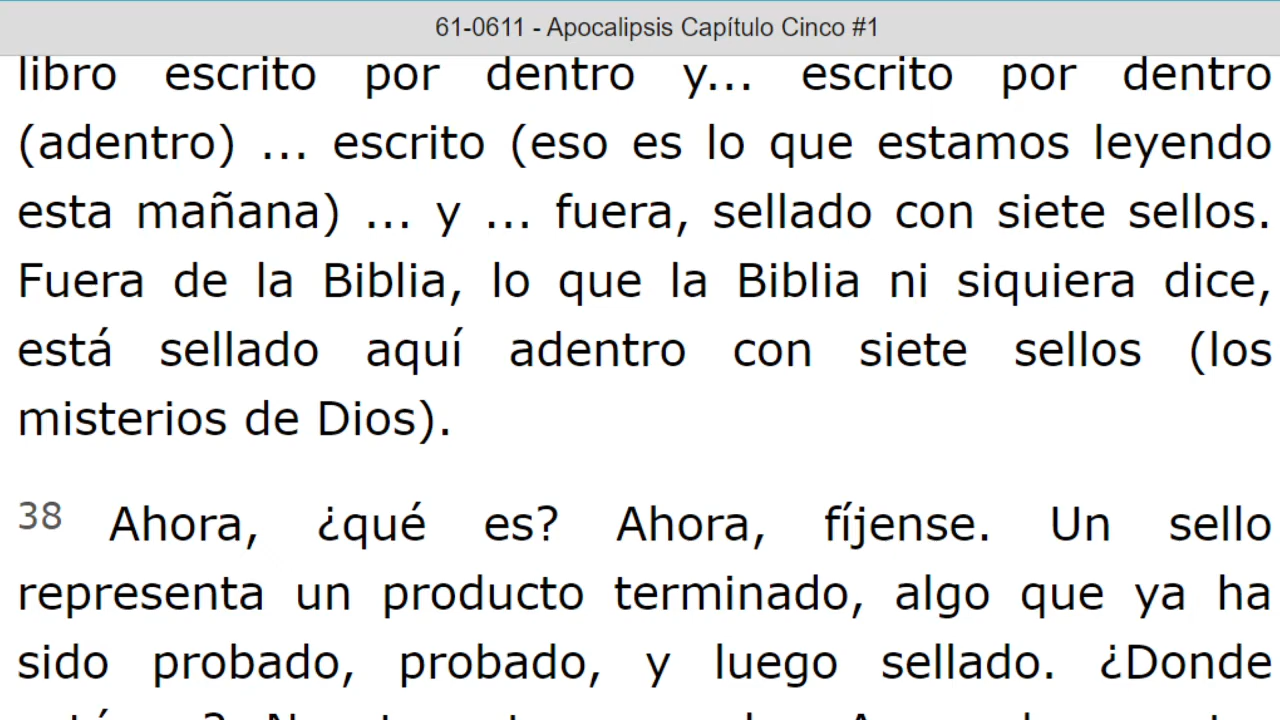 61-0611 - Apocalipsis Capítulo Cinco #1
libro escrito por dentro y... escrito por dentro
(adentro) ... escrito (eso es lo que estamos leyendo
esta mañana) ... y ... fuera, sellado con siete sellos.
Fuera de la Biblia, lo que la Biblia ni siquiera dice,
está sellado aquí adentro con siete sellos (los
misterios de Dios).
38 Ahora, ¿qué es? Ahora, fíjense. Un sello
representa un producto terminado, algo que ya ha
sido probado, probado, y luego sellado. ¿Donde